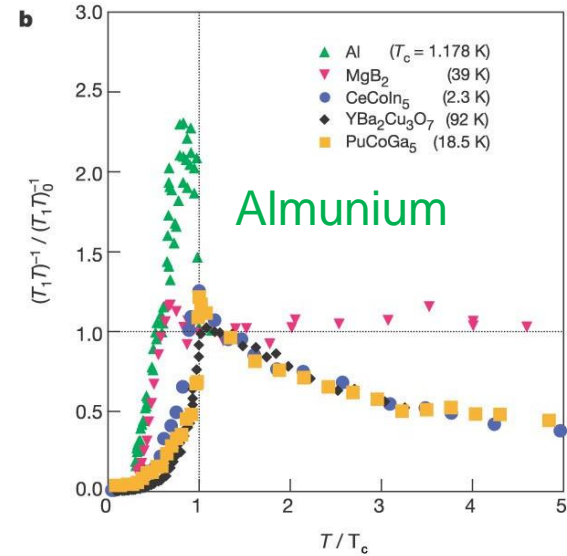 b
3.0
2.5
2.0
1.5
1.0
0.5
0.0
0
1
2
3
4
5
(T₁T)⁻¹ / (T₁T)₀⁻¹
T / Tc
Al (Tc = 1.178 K)
MgB₂ (39 K)
CeCoIn₅ (2.3 K)
YBa₂Cu₃O₇ (92 K)
PuCoGa₅ (18.5 K)
Almunium